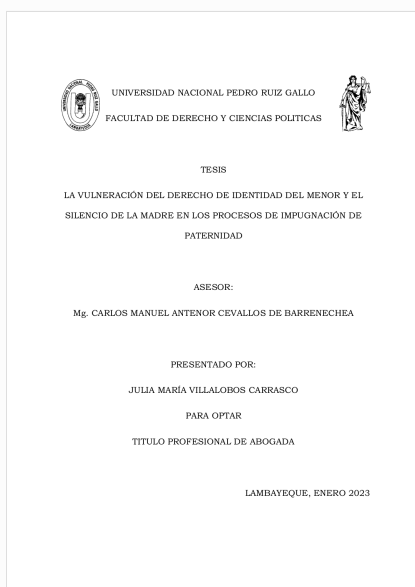 UNIVERSIDAD NACIONAL PEDRO RUIZ GALLO
FACULTAD DE DERECHO Y CIENCIAS POLITICAS
TESIS
LA VULNERACIÓN DEL DERECHO DE IDENTIDAD DEL MENOR Y EL
SILENCIO DE LA MADRE EN LOS PROCESOS DE IMPUGNACIÓN DE
PATERNIDAD
ASESOR:
Mg. CARLOS MANUEL ANTENOR CEVALLOS DE BARRENECHEA
PRESENTADO POR:
JULIA MARÍA VILLALOBOS CARRASCO
PARA OPTAR
TITULO PROFESIONAL DE ABOGADA
LAMBAYEQUE, ENERO 2023